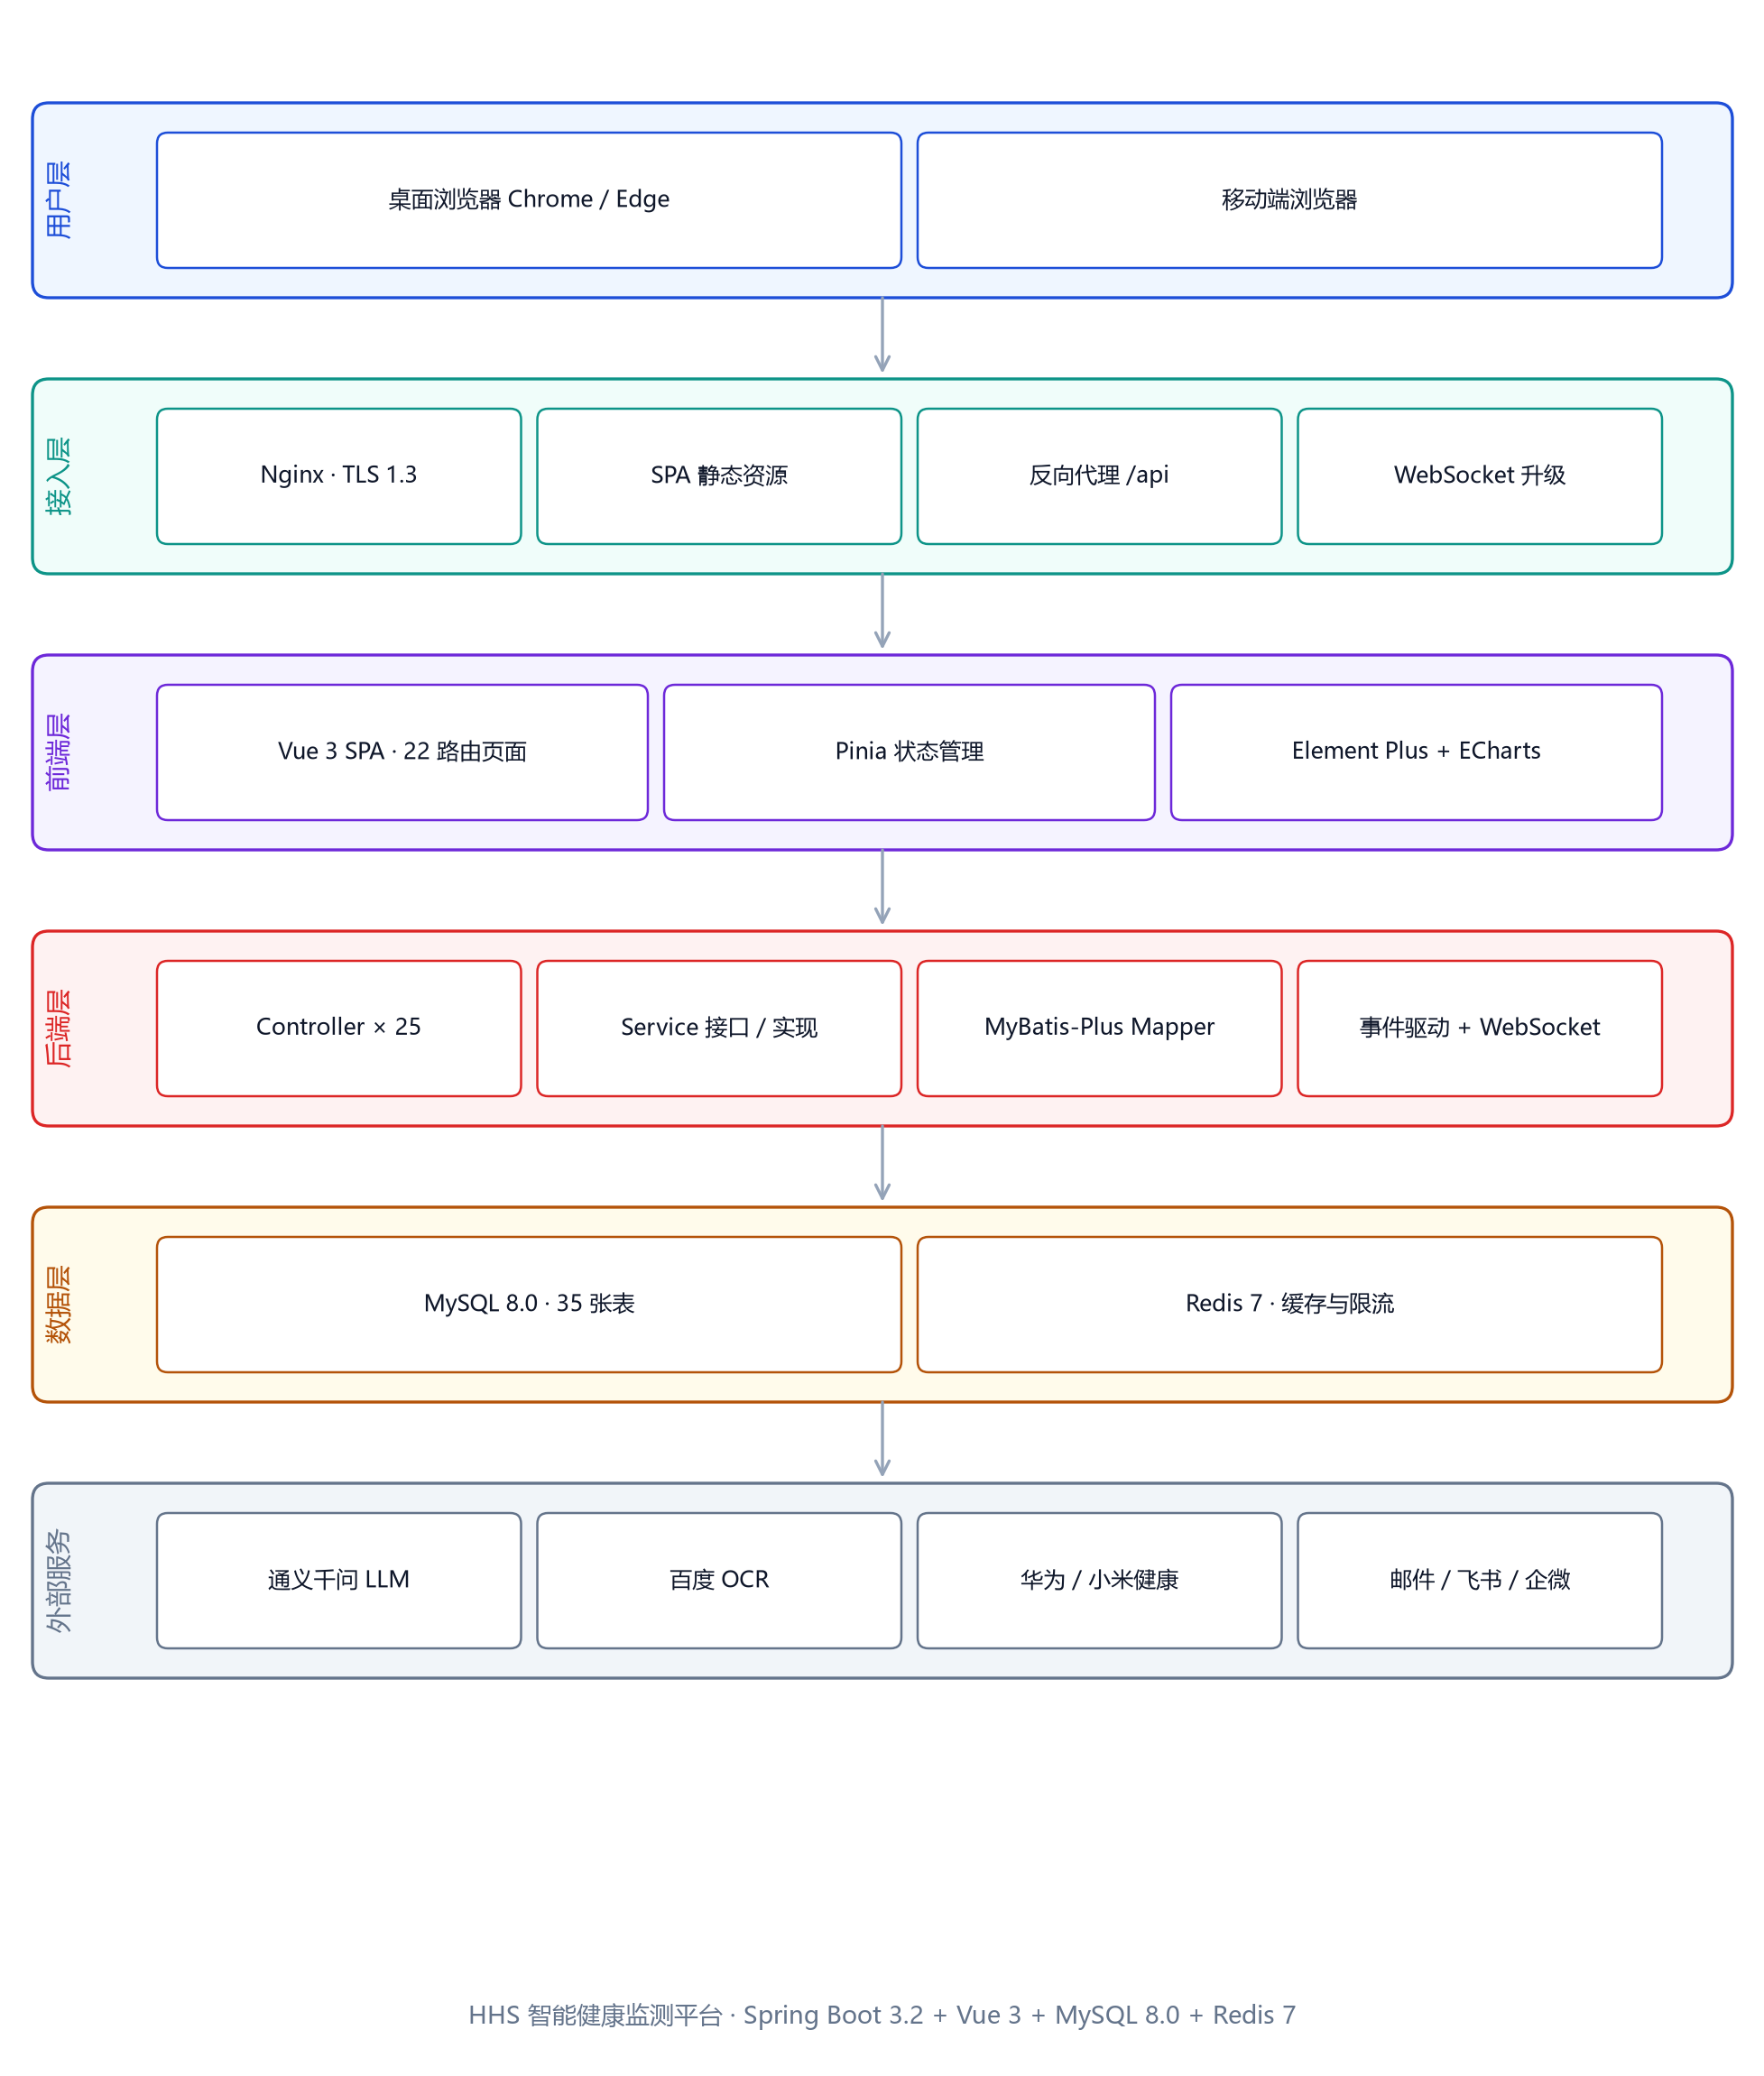 用户层
桌面浏览器 Chrome / Edge
移动端浏览器
接入层
Nginx · TLS 1.3
SPA 静态资源
反向代理 /api
WebSocket 升级
前端层
Vue 3 SPA · 22 路由页面
Pinia 状态管理
Element Plus + ECharts
后端层
Controller × 25
Service 接口 / 实现
MyBatis-Plus Mapper
事件驱动 + WebSocket
数据层
MySQL 8.0 · 35 张表
Redis 7 · 缓存与限流
外部服务
通义千问 LLM
百度 OCR
华为 / 小米健康
邮件 / 飞书 / 企微
HHS 智能健康监测平台 · Spring Boot 3.2 + Vue 3 + MySQL 8.0 + Redis 7